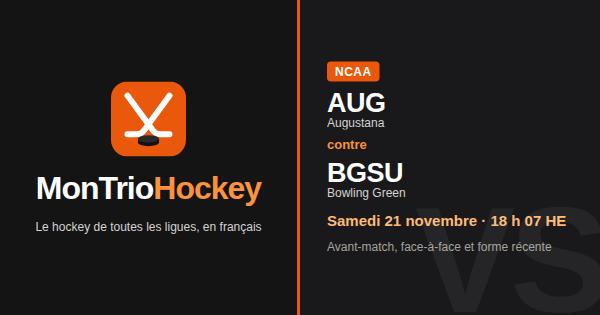 MonTrioHockey
Le hockey de toutes les ligues, en français
NCAA
AUG
Augustana
contre
BGSU
Bowling Green
Samedi 21 novembre · 18 h 07 HE
Avant-match, face-à-face et forme récente
VS